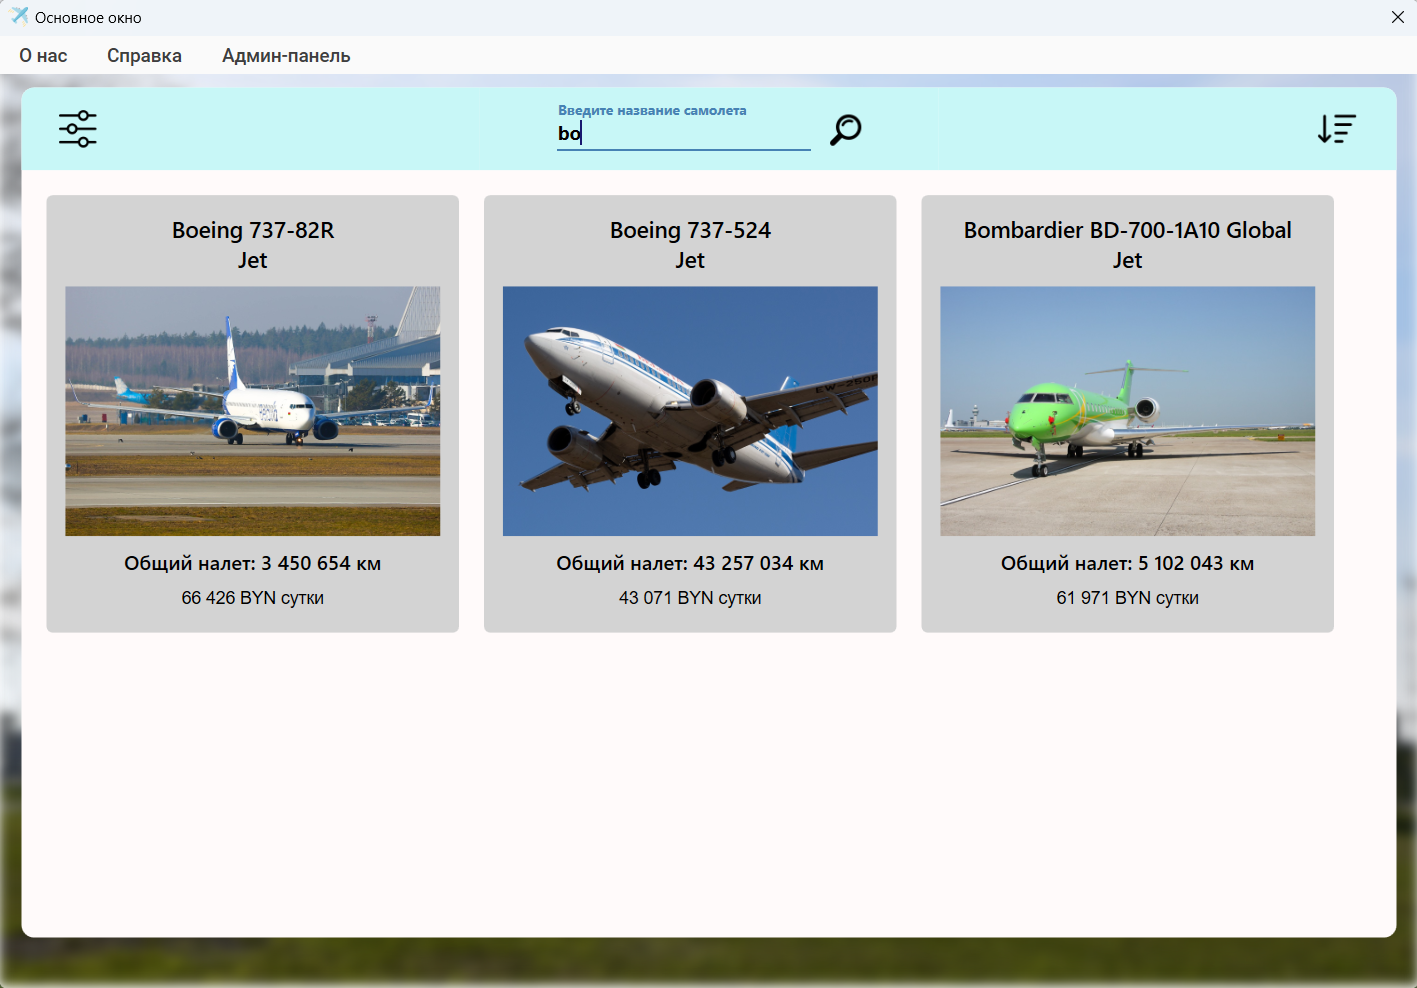 Основное окно
О нас Справка Админ-панель
Введите название самолета
bo
Boeing 737-82R
Jet
Общий налет: 3 450 654 км
66 426 BYN сутки
Boeing 737-524
Jet
EW-250P
Общий налет: 43 257 034 км
43 071 BYN сутки
Bombardier BD-700-1A10 Global
Jet
Общий налет: 5 102 043 км
61 971 BYN сутки